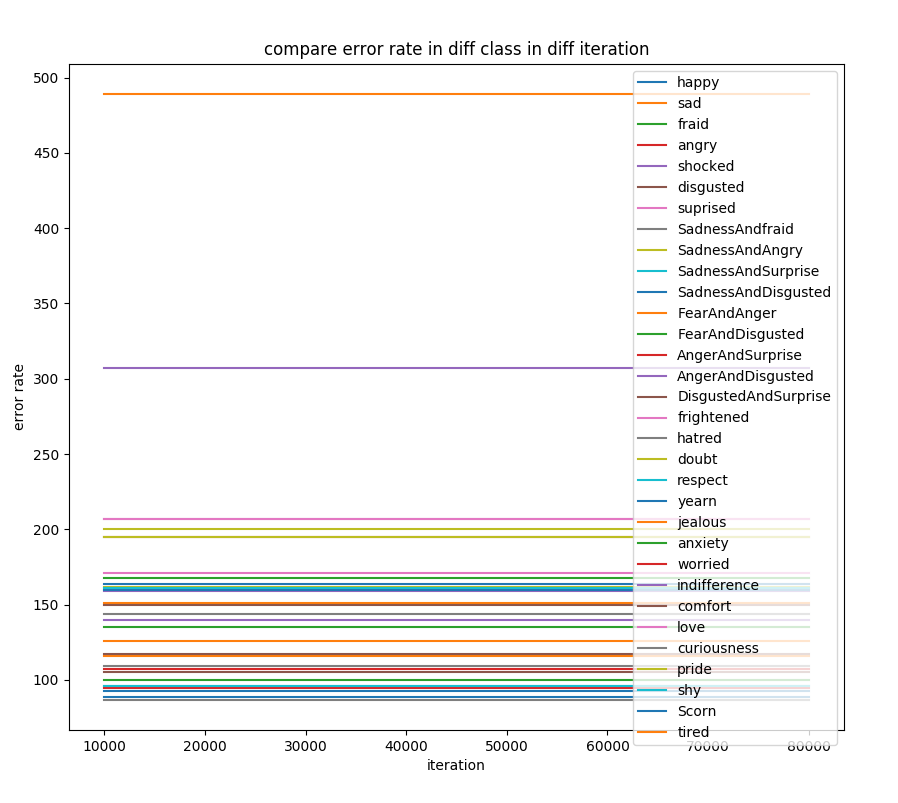 compare error rate in diff class in diff iteration
500
450
400
350
300
250
200
150
100
error rate
happy
sad
fraid
angry
shocked
disgusted
suprised
SadnessAndfraid
SadnessAndAngry
SadnessAndSurprise
SadnessAndDisgusted
FearAndAnger
FearAndDisgusted
AngerAndSurprise
AngerAndDisgusted
DisgustedAndSurprise
frightened
hatred
doubt
respect
yearn
jealous
anxiety
worried
indifference
comfort
love
curiousness
pride
shy
Scorn
tired
10000 20000 30000 40000 50000 60000 70000 80000
iteration